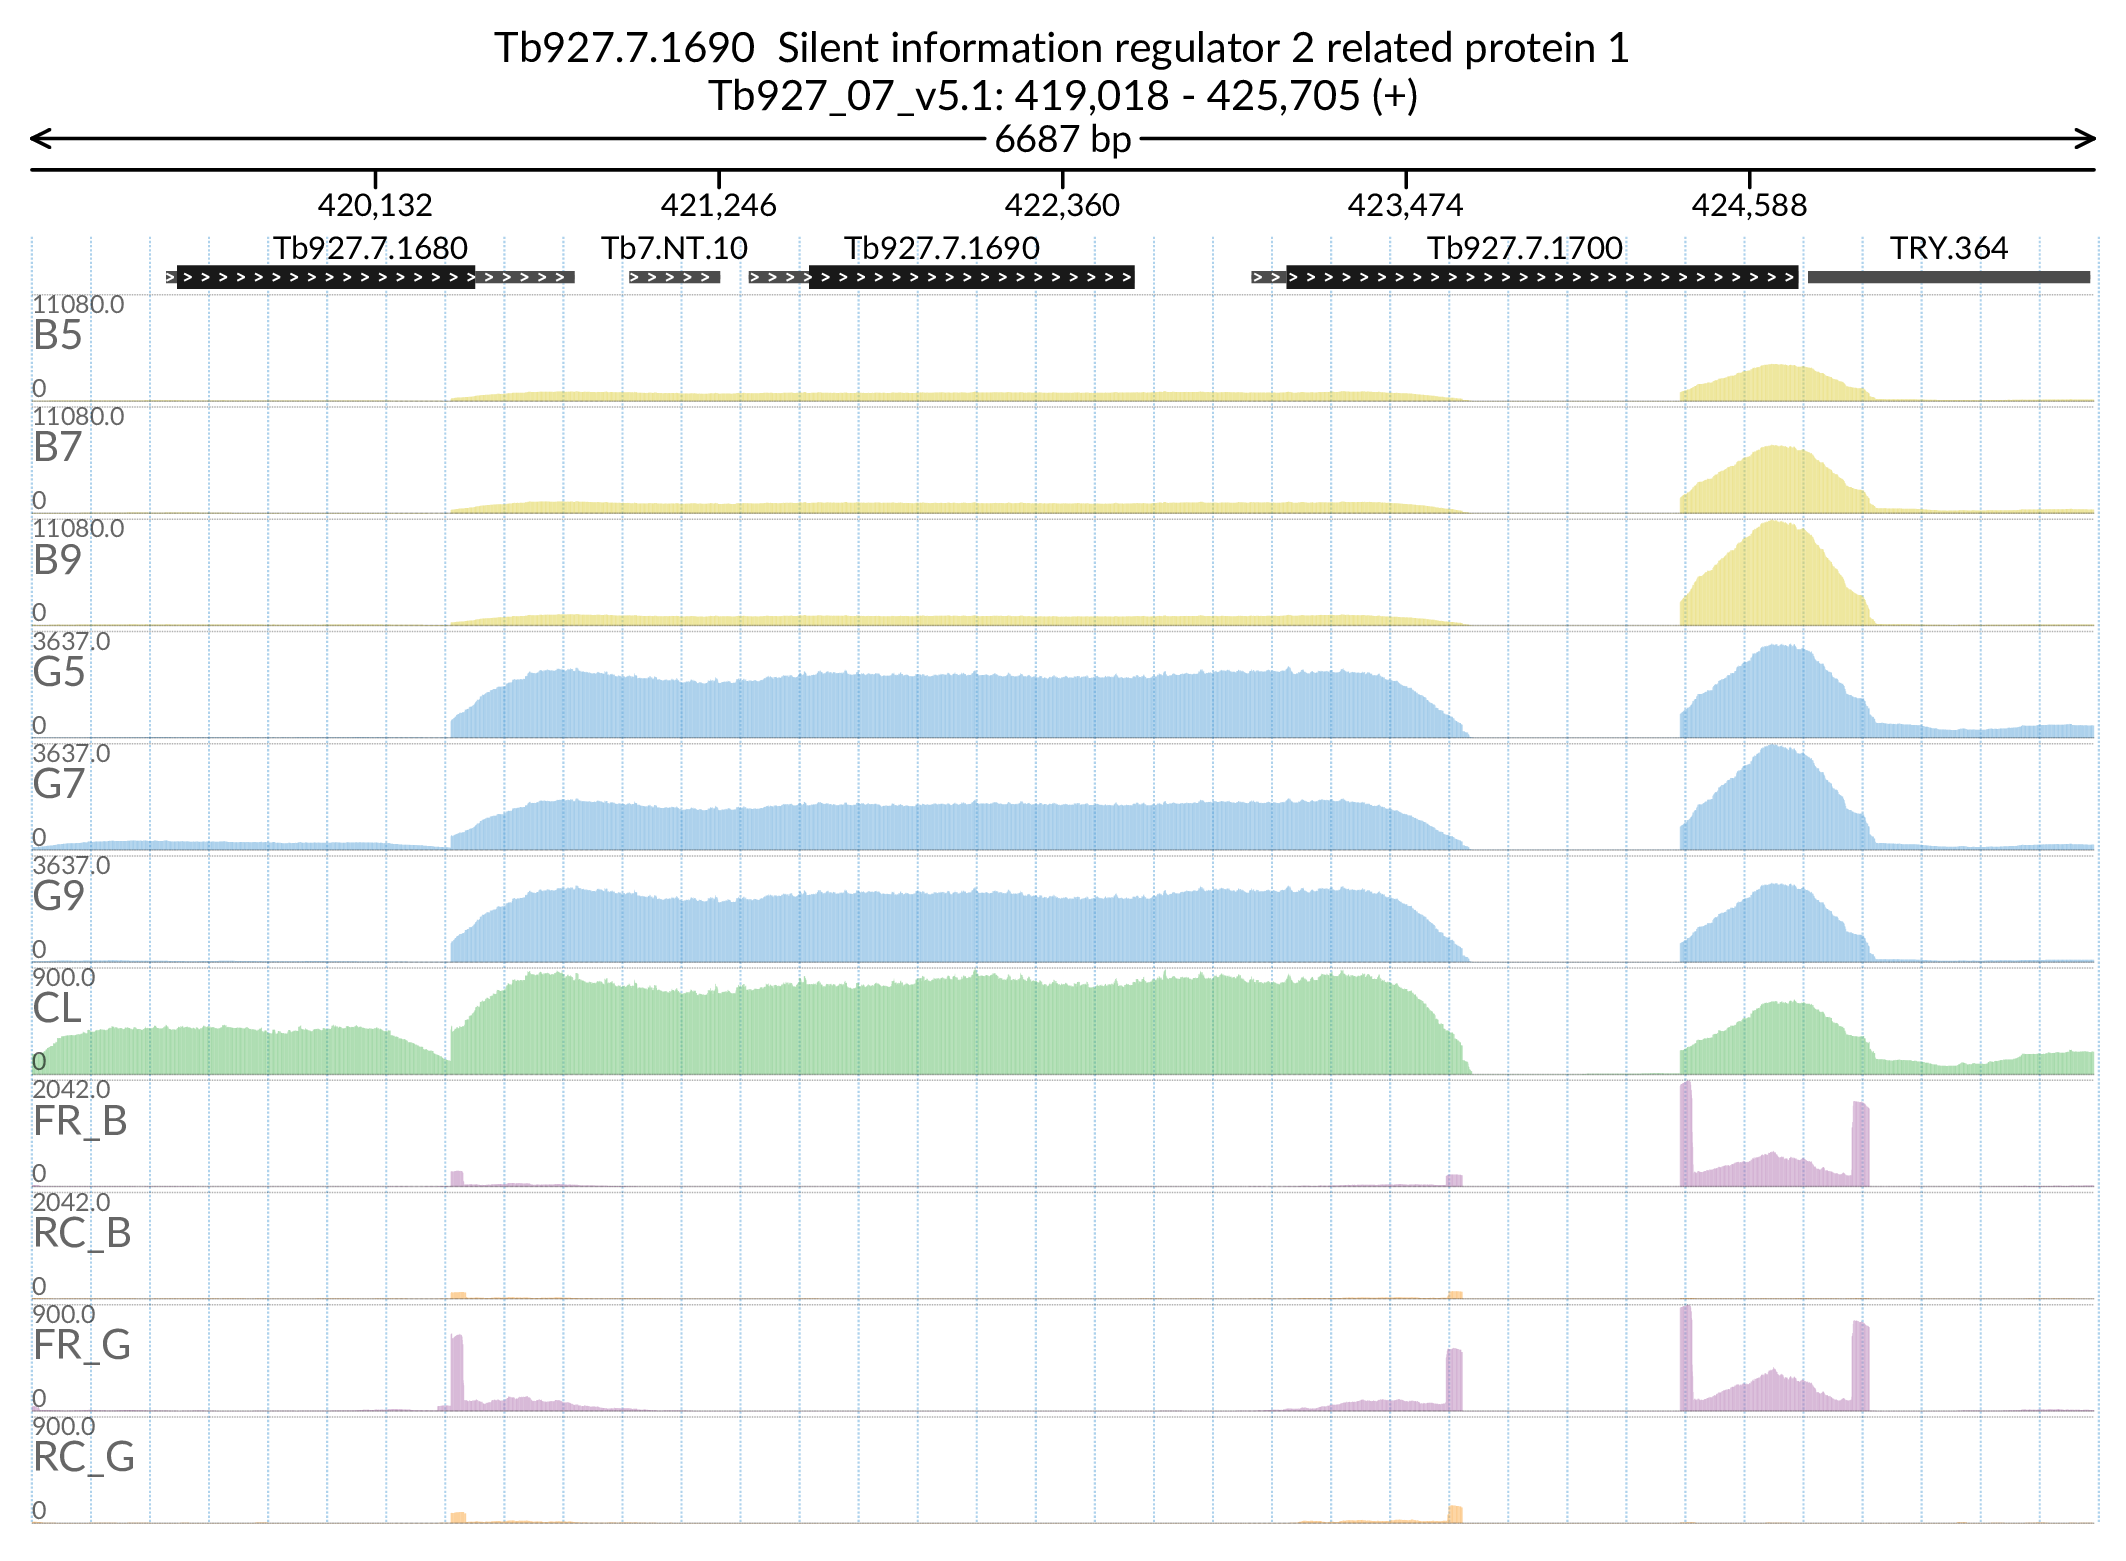 Tb927.7.1690 Silent information regulator 2 related protein 1
Tb927_07_v5.1: 419,018 - 425,705 (+)
6687 bp
420,132 421,246 422,360 423,474 424,588
Tb927.7.1680 Tb7.NT.10 Tb927.7.1690 Tb927.7.1700 TRY.364
11080.0
B5
0
11080.0
B7
0
11080.0
B9
0
3637.0
G5
0
3637.0
G7
0
3637.0
G9
0
900.0
CL
0
2042.0
FR_B
0
2042.0
RC_B
0
900.0
FR_G
0
900.0
RC_G
0